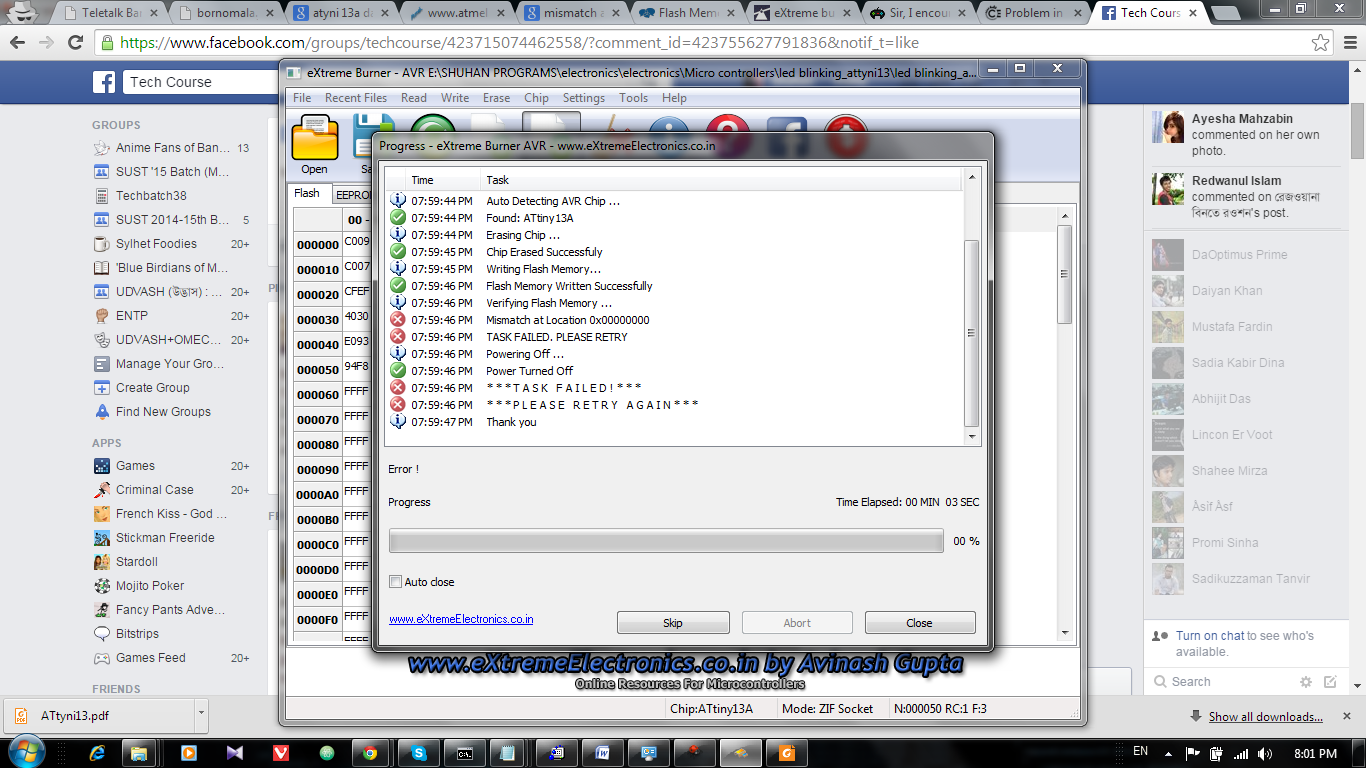 Teletalk Ba
bornomala.
atyni 13a d
www.atmel
mismatch a
Flash Mem
eXtreme bu
Sir, I encou
Problem in
Tech Cours
https://www.facebook.com/groups/techcourse/423715074462558/?comment_id=423755627791836&notif_t=like
Tech Course
GROUPS
Anime Fans of Ban... 13
SUST '15 Batch (M...
Techbatch38
SUST 2014-15th B... 5
Sylhet Foodies 20+
'Blue Birdians of M...
UDVASH (উদ্ভাস) : ... 20+
ENTP 20+
UDVASH+OMEC... 20+
Manage Your Gro...
Create Group
Find New Groups
APPS
Games 20+
Criminal Case 20+
French Kiss - God ...
Stickman Freeride
Stardoll
Mojito Poker
Fancy Pants Adve...
Bitstrips
Games Feed 20+
FRIENDS
eXtreme Burner - AVR E:\SHUHAN PROGRAMS\electronics\electronics\Micro controllers\led blinking_attyni13\led blinking_a...
File Recent Files Read Write Erase Chip Settings Tools Help
Open
Sa
Flash
EEPRO
00
000000 C009
000010 C007
000020 CFEF
000030 4030
000040 E093
000050 94F8
000060 FFFF
000070 FFFF
000080 FFFF
000090 FFFF
0000A0 FFFF
0000B0 FFFF
0000C0 FFFF
0000D0 FFFF
0000E0 FFFF
0000F0 FFFF
Progress - eXtreme Burner AVR - www.eXtremeElectronics.co.in
Time Task
07:59:44 PM Auto Detecting AVR Chip ...
07:59:44 PM Found: ATtiny13A
07:59:44 PM Erasing Chip ...
07:59:45 PM Chip Erased Successfuly
07:59:45 PM Writing Flash Memory...
07:59:46 PM Flash Memory Written Successfully
07:59:46 PM Verifying Flash Memory ...
07:59:46 PM Mismatch at Location 0x00000000
07:59:46 PM TASK FAILED. PLEASE RETRY
07:59:46 PM Powering Off ...
07:59:46 PM Power Turned Off
07:59:46 PM ***TASK FAILED!***
07:59:46 PM ***PLEASE RETRY AGAIN***
07:59:47 PM Thank you
Error !
Progress
Time Elapsed: 00 MIN 03 SEC
00 %
Auto close
www.eXtremeElectronics.co.in
Skip
Abort
Close
www.eXtremeElectronics.co.in by Avinash Gupta
Online Resources For Microcontrollers
Chip:ATtiny13A
Mode: ZIF Socket
N:000050 RC:1 F:3
Ayesha Mahzabin
commented on her own
photo.
Redwanul Islam
commented on রেজওয়ানা
বিনতে রওশন's post.
DaOptimus Prime
Daiyan Khan
Mustafa Fardin
Sadia Kabir Dina
Abhijit Das
Lincon Er Voot
Shahee Mirza
Åsif Åsf
Promi Sinha
Sadikuzzaman Tanvir
Turn on chat to see who's
available.
Search
ATtyni13.pdf
Show all downloads...
EN
8:01 PM